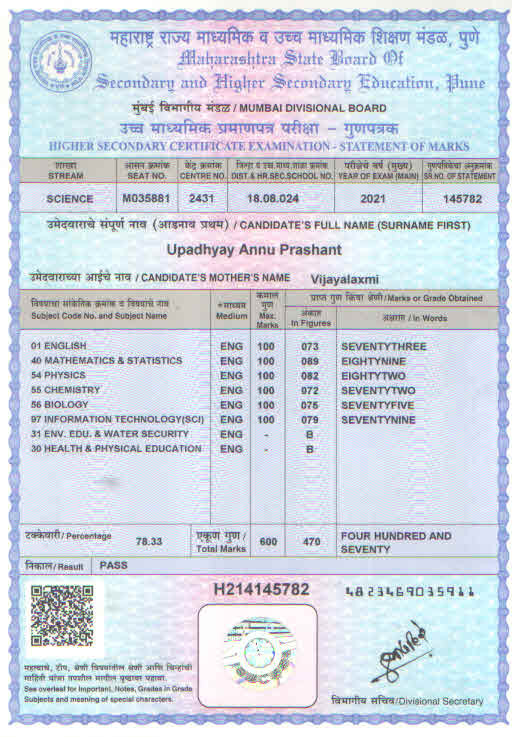 महाराष्ट्र राज्य माध्यमिक व उच्च माध्यमिक शिक्षण मंडळ, पुणे
Maharashtra State Board Of
Secondary and Higher Secondary Education, Pune
मुंबई विभागीय मंडळ / MUMBAI DIVISIONAL BOARD
उच्च माध्यमिक प्रमाणपत्र परीक्षा - गुणपत्रक
HIGHER SECONDARY CERTIFICATE EXAMINATION - STATEMENT OF MARKS
शाखा आसन क्रमांक केंद्र क्रमांक जिल्हा व उच्च.माध्य.शाळा क्रमांक परीक्षेचे वर्ष (मुख्य) गुणपत्रिकेचा अनुक्रमांक
STREAM SEAT NO. CENTRE NO. DIST. & HR.SEC.SCHOOL NO. YEAR OF EXAM (MAIN) SR.NO. OF STATEMENT
SCIENCE M035881 2431 18.08.024 2021 145782
उमेदवाराचे संपूर्ण नाव (आडनाव प्रथम) / CANDIDATE'S FULL NAME (SURNAME FIRST)
Upadhyay Annu Prashant
उमेदवाराच्या आईचे नाव / CANDIDATE'S MOTHER'S NAME Vijayalaxmi
विषयाचा सांकेतिक क्रमांक व विषयाचे नाव माध्यम कमाल गुण प्राप्त गुण किंवा श्रेणी/Marks or Grade Obtained
Subject Code No. and Subject Name Medium Max. Marks अंकात In Figures अक्षरात / In Words
01 ENGLISH ENG 100 073 SEVENTYTHREE
40 MATHEMATICS & STATISTICS ENG 100 089 EIGHTYNINE
54 PHYSICS ENG 100 082 EIGHTYTWO
55 CHEMISTRY ENG 100 072 SEVENTYTWO
56 BIOLOGY ENG 100 075 SEVENTYFIVE
97 INFORMATION TECHNOLOGY(SCI) ENG 100 079 SEVENTYNINE
31 ENV. EDU. & WATER SECURITY ENG - B
30 HEALTH & PHYSICAL EDUCATION ENG - B
टक्केवारी/ Percentage 78.33 एकूण गुण / Total Marks 600 470 FOUR HUNDRED AND SEVENTY
निकाल/ Result PASS
H214145782
4823469035911
महत्वाचे, टीप, श्रेणी विषयांतील श्रेणी आणि चिन्हांची
माहिती यांचा तपशील मागील पृष्ठावर पहावा.
See overleaf for Important, Notes, Grades in Grade
Subjects and meaning of special characters.
विभागीय सचिव/Divisional Secretary